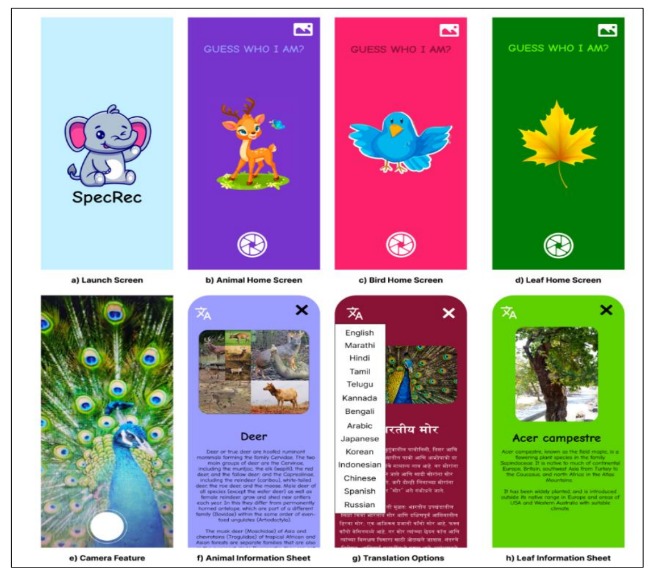 GUESS WHO I AM?
GUESS WHO I AM?
GUESS WHO I AM?
SpecRec
a) Launch Screen
b) Animal Home Screen
c) Bird Home Screen
d) Leaf Home Screen
English
Marathi
Hindi
Tamil
Telugu
Kannada
Bengali
Arabic
Japanese
Korean
Indonesian
Chinese
Spanish
Russian
Deer
Deer or true deer are hoofed ruminant
mammals forming the family Cervidae. The two
main groups of deer are the Cervinae,
including the muntjac, the elk (wapiti), the red
deer, and the fallow deer; and the Capreolinae,
including the reindeer (caribou), white-tailed
deer, the roe deer, and the moose. Male deer of
all species (except the water deer) as well as
female reindeer, grow and shed new antlers
each year. In this they differ from permanently
horned antelope, which are part of a different
family (Bovidae) within the same order of even-
toed ungulates (Artiodactyla).
The musk deer (Moschidae) of Asia and
chevrotains (Tragulidae) of tropical African and
Asian forests are separate families that are also
रतीय मोर
Acer campestre
Acer campestre, known as the field maple, is a
flowering plant species in the family
Sapindaceae. It is native to much of continental
Europe, Britain, southwest Asia from Turkey to
the Caucasus, and north Africa in the Atlas
Mountains.
It has been widely planted, and is introduced
outside its native range in Europe and areas of
USA and Western Australia with suitable
climate.
e) Camera Feature
f) Animal Information Sheet
g) Translation Options
h) Leaf Information Sheet